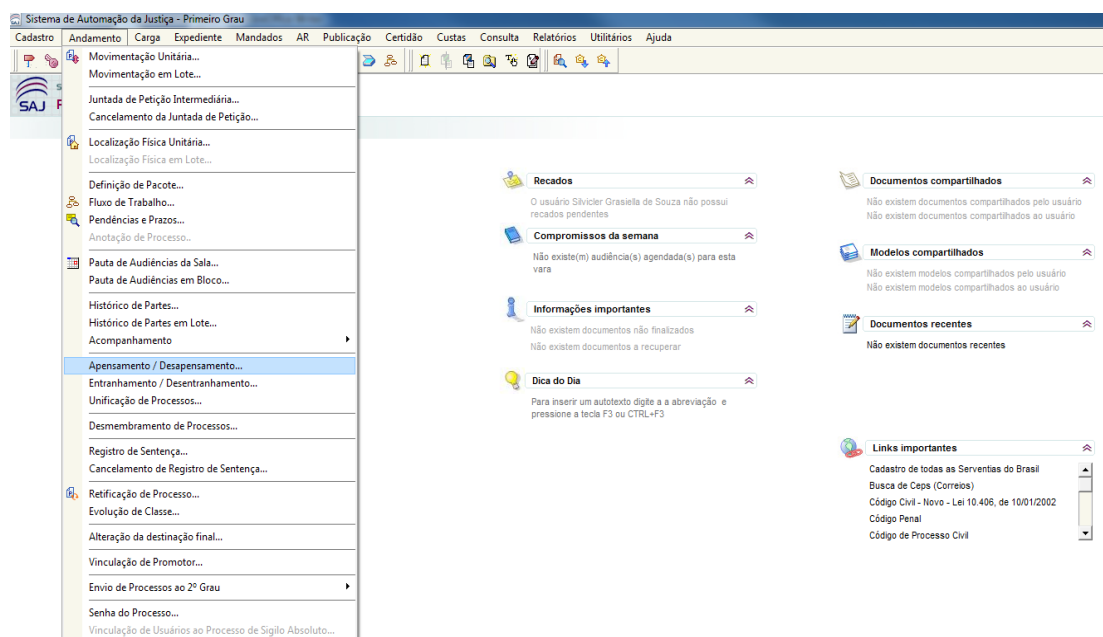 Sistema de Automação da Justiça - Primeiro Grau
Cadastro Andamento Carga Expediente Mandados AR Publicação Certidão Custas Consulta Relatórios Utilitários Ajuda
SAJ
Movimentação Unitária...
Movimentação em Lote...
Juntada de Petição Intermediária...
Cancelamento da Juntada de Petição...
Localização Física Unitária...
Localização Física em Lote...
Definição de Pacote...
Fluxo de Trabalho...
Pendências e Prazos...
Anotação de Processo..
Pauta de Audiências da Sala...
Pauta de Audiências em Bloco...
Histórico de Partes...
Histórico de Partes em Lote...
Acompanhamento
Apensamento / Desapensamento...
Entranhamento / Desentranhamento...
Unificação de Processos...
Desmembramento de Processos...
Registro de Sentença...
Cancelamento de Registro de Sentença...
Retificação de Processo...
Evolução de Classe...
Alteração da destinação final...
Vinculação de Promotor...
Envio de Processos ao 2º Grau
Senha do Processo...
Vinculação de Usuários ao Processo de Sigilo Absoluto...
Recados
O usuário Silvicler Grasiella de Souza não possui
recados pendentes
Compromissos da semana
Não existe(m) audiência(s) agendada(s) para esta
vara
Informações importantes
Não existem documentos não finalizados
Não existem documentos a recuperar
Dica do Dia
Para inserir um autotexto digite a a abreviação e
pressione a tecla F3 ou CTRL+F3
Documentos compartilhados
Não existem documentos compartilhados pelo usuário
Não existem documentos compartilhados ao usuário
Modelos compartilhados
Não existem modelos compartilhados pelo usuário
Não existem modelos compartilhados ao usuário
Documentos recentes
Não existem documentos recentes
Links importantes
Cadastro de todas as Serventias do Brasil
Busca de Ceps (Correios)
Código Civil - Novo - Lei 10.406, de 10/01/2002
Código Penal
Código de Processo Civil